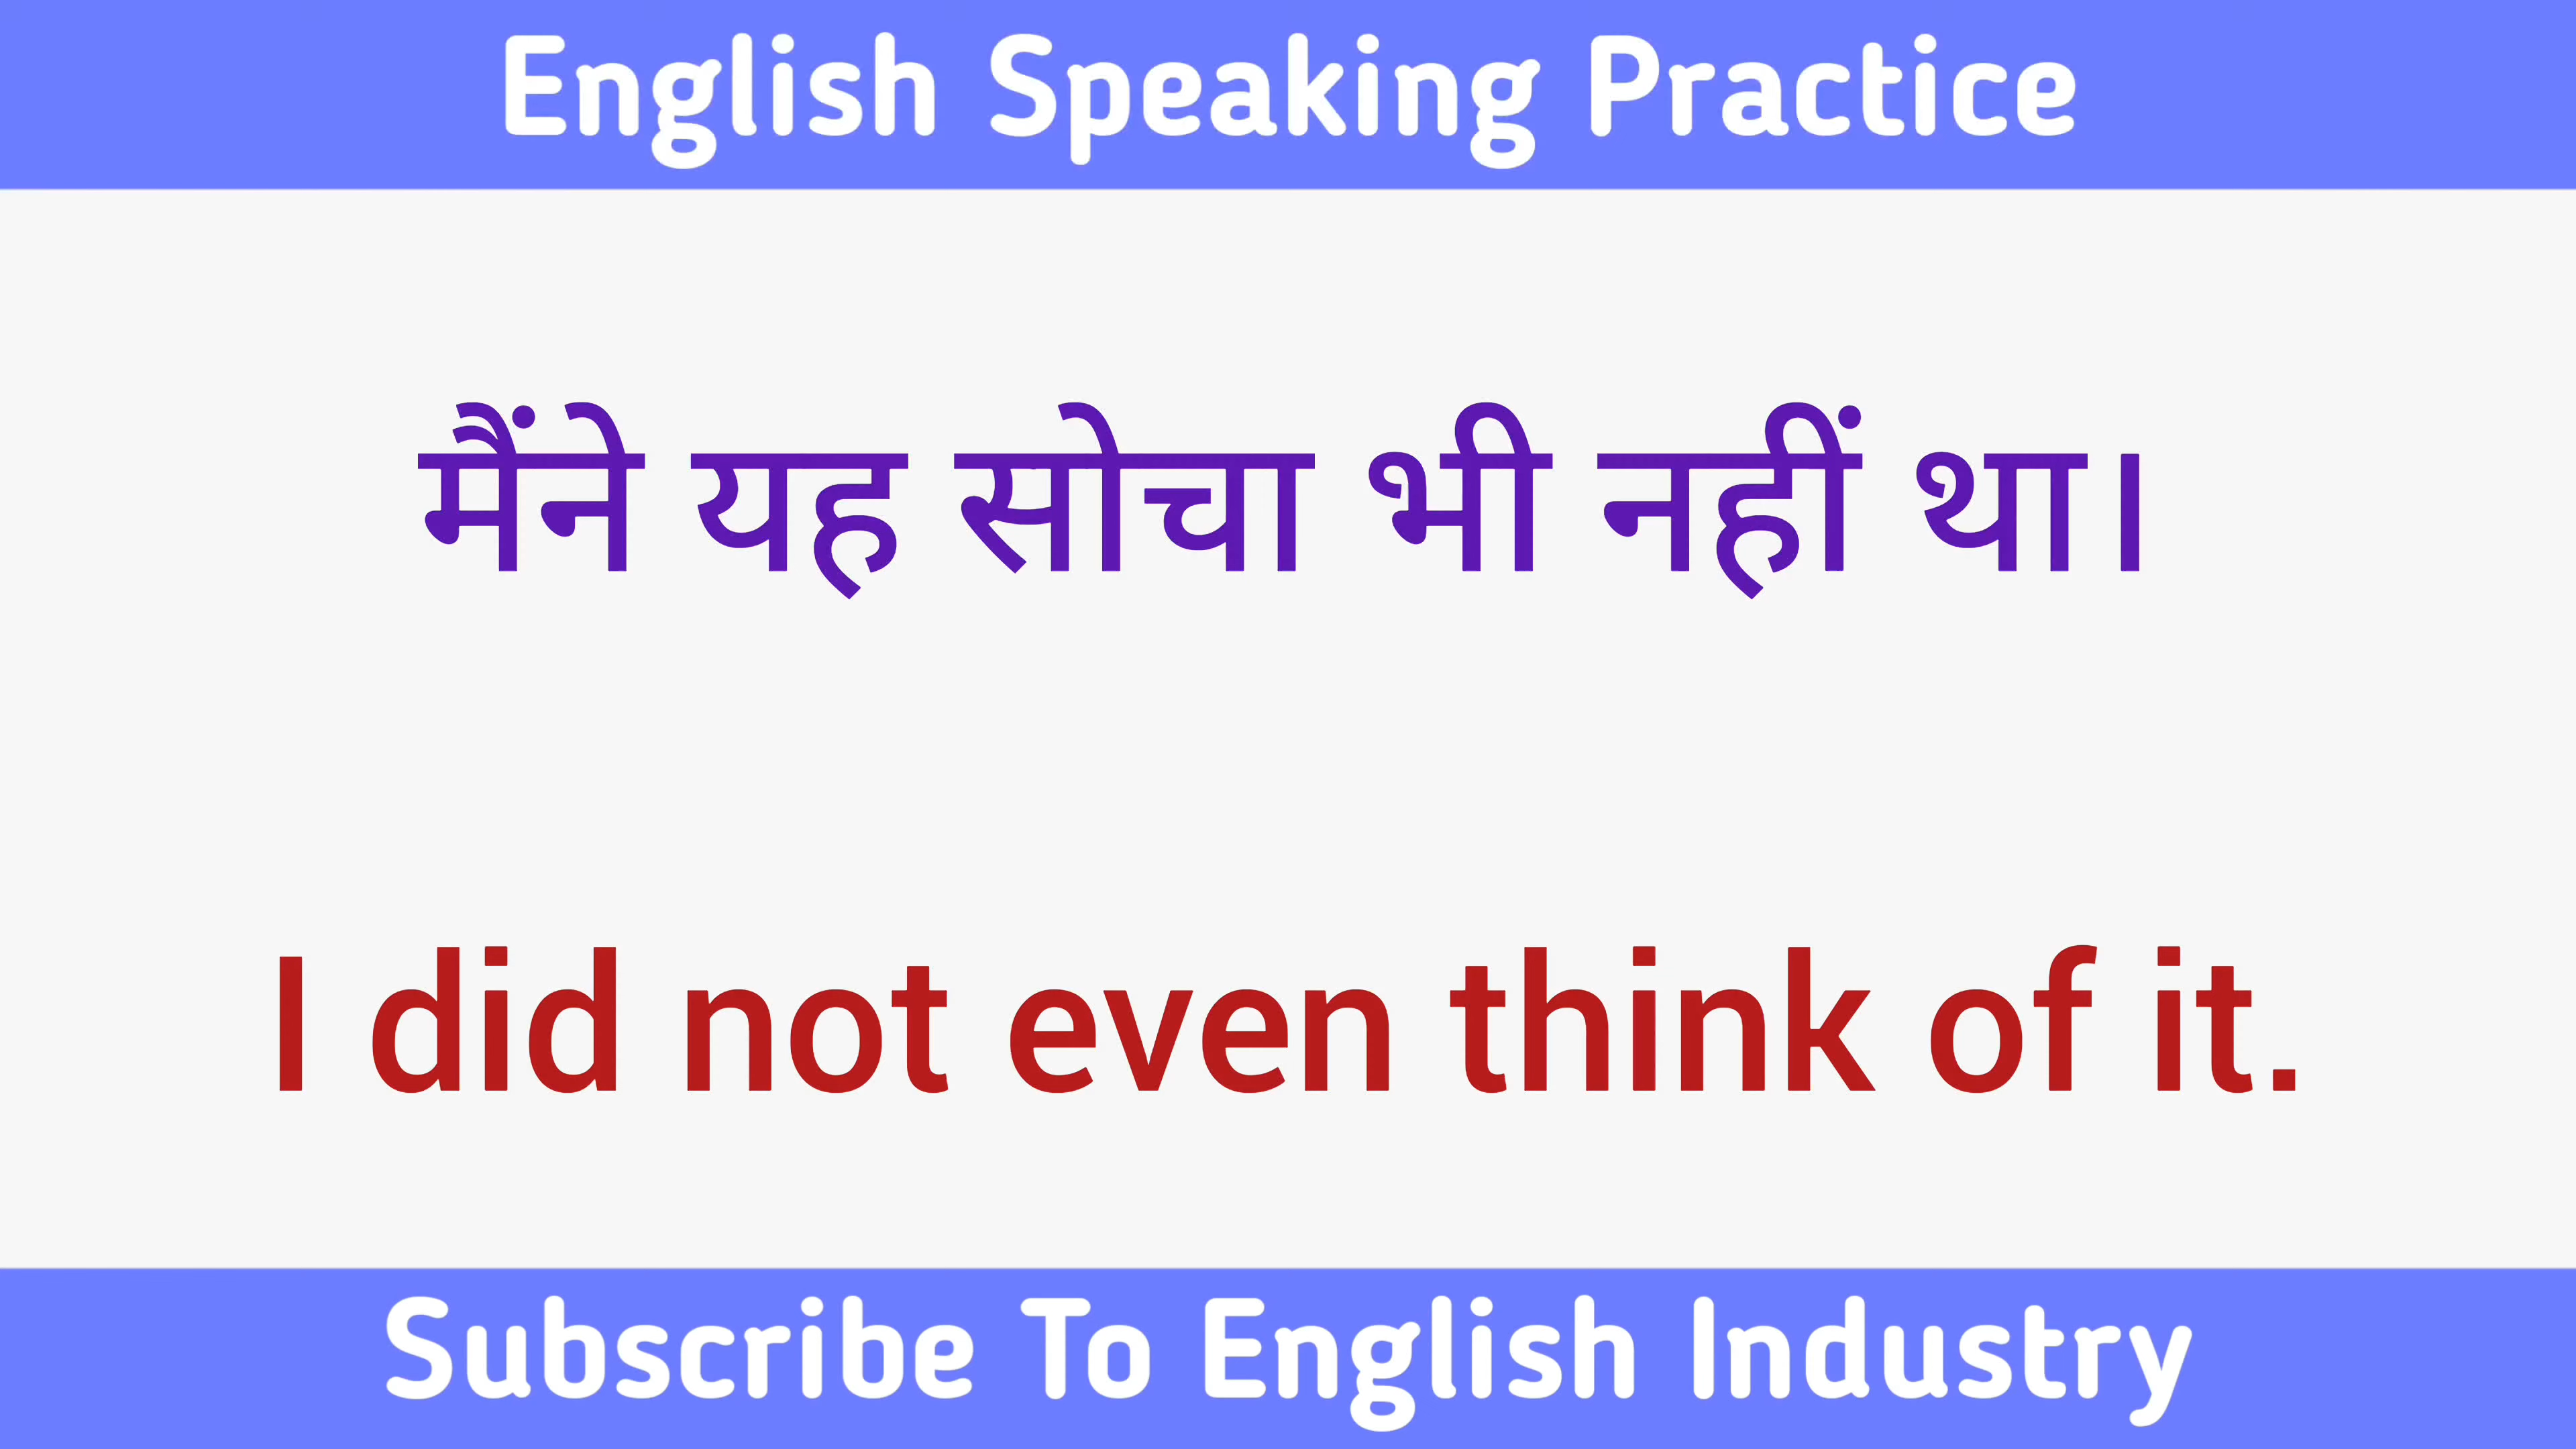 English Speaking Practice
मैंने यह सोचा भी नहीं था।
I did not even think of it.
Subscribe To English Industry